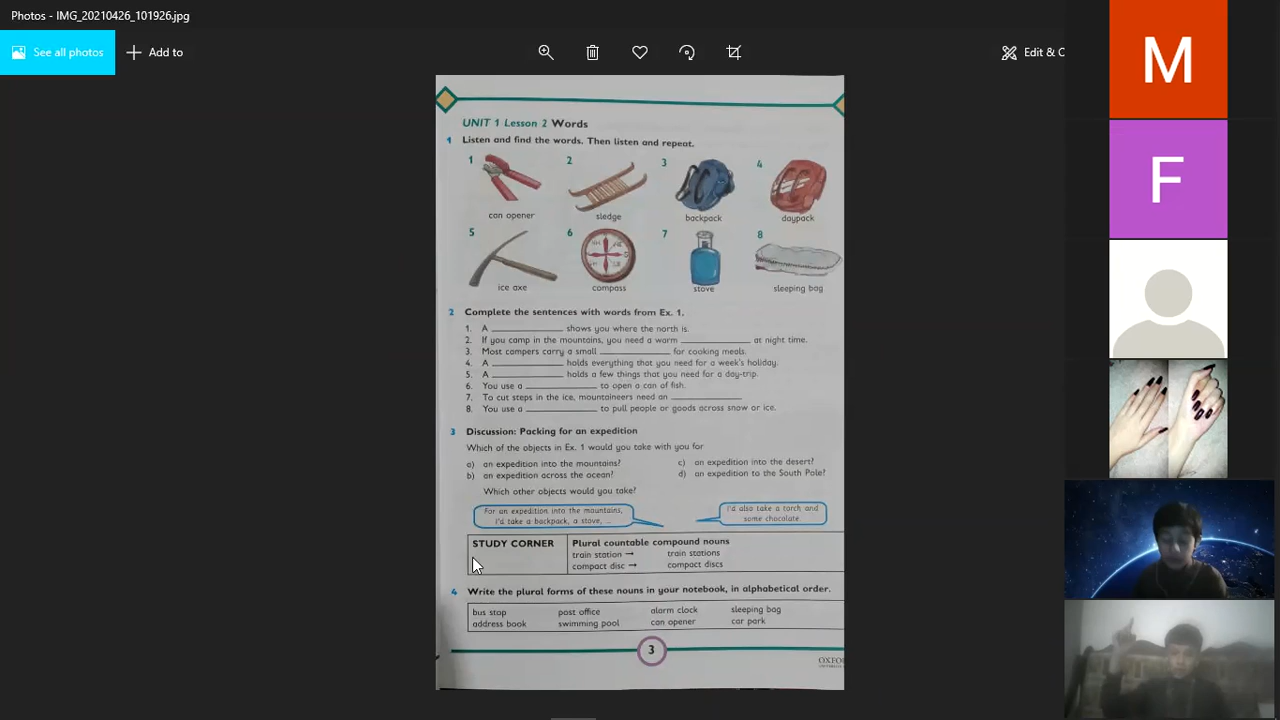 Photos - IMG_20210426_101926.jpg
See all photos
Add to
Edit & C
M
F
UNIT 1 Lesson 2 Words
1 Listen and find the words. Then listen and repeat.
1 2 3 4
can opener sledge backpack daypack
5 6 7 8
ice axe compass stove sleeping bag
2 Complete the sentences with words from Ex. 1.
1. A ____________ shows you where the north is.
2. If you camp in the mountains, you need a warm ____________ at night time.
3. Most campers carry a small ____________ for cooking meals.
4. A ____________ holds everything that you need for a week's holiday.
5. A ____________ holds a few things that you need for a day-trip.
6. You use a ____________ to open a can of fish.
7. To cut steps in the ice, mountaineers need an ____________
8. You use a ____________ to pull people or goods across snow or ice.
3 Discussion: Packing for an expedition
Which of the objects in Ex. 1 would you take with you for
a) an expedition into the mountains? c) an expedition into the desert?
b) an expedition across the ocean? d) an expedition to the South Pole?
Which other objects would you take?
For an expedition into the mountains,
I'd take a backpack, a stove, ...
I'd also take a torch and
some chocolate.
STUDY CORNER Plural countable compound nouns
train station → train stations
compact disc → compact discs
4 Write the plural forms of these nouns in your notebook, in alphabetical order.
bus stop post office alarm clock sleeping bag
address book swimming pool can opener car park
3
OXFO